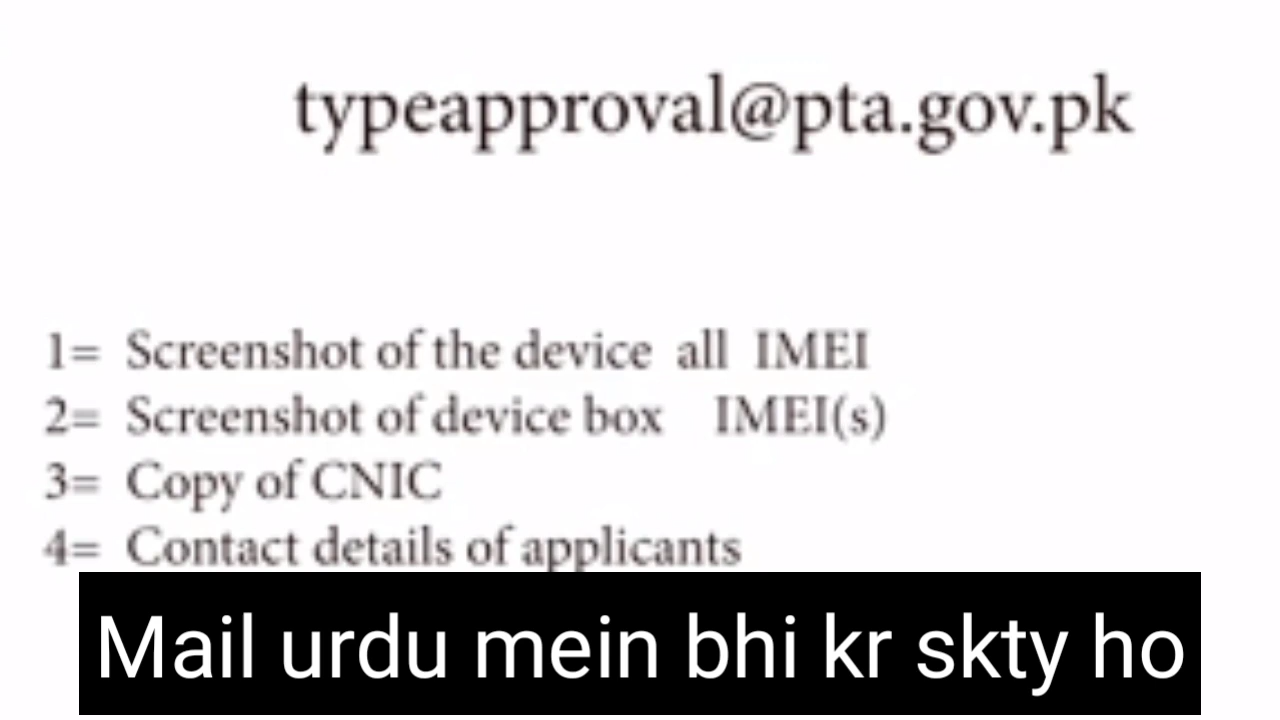 typeapproval@pta.gov.pk
1= Screenshot of the device all IMEI
2= Screenshot of device box IMEI(s)
3= Copy of CNIC
4= Contact details of applicants
Mail urdu mein bhi kr skty ho